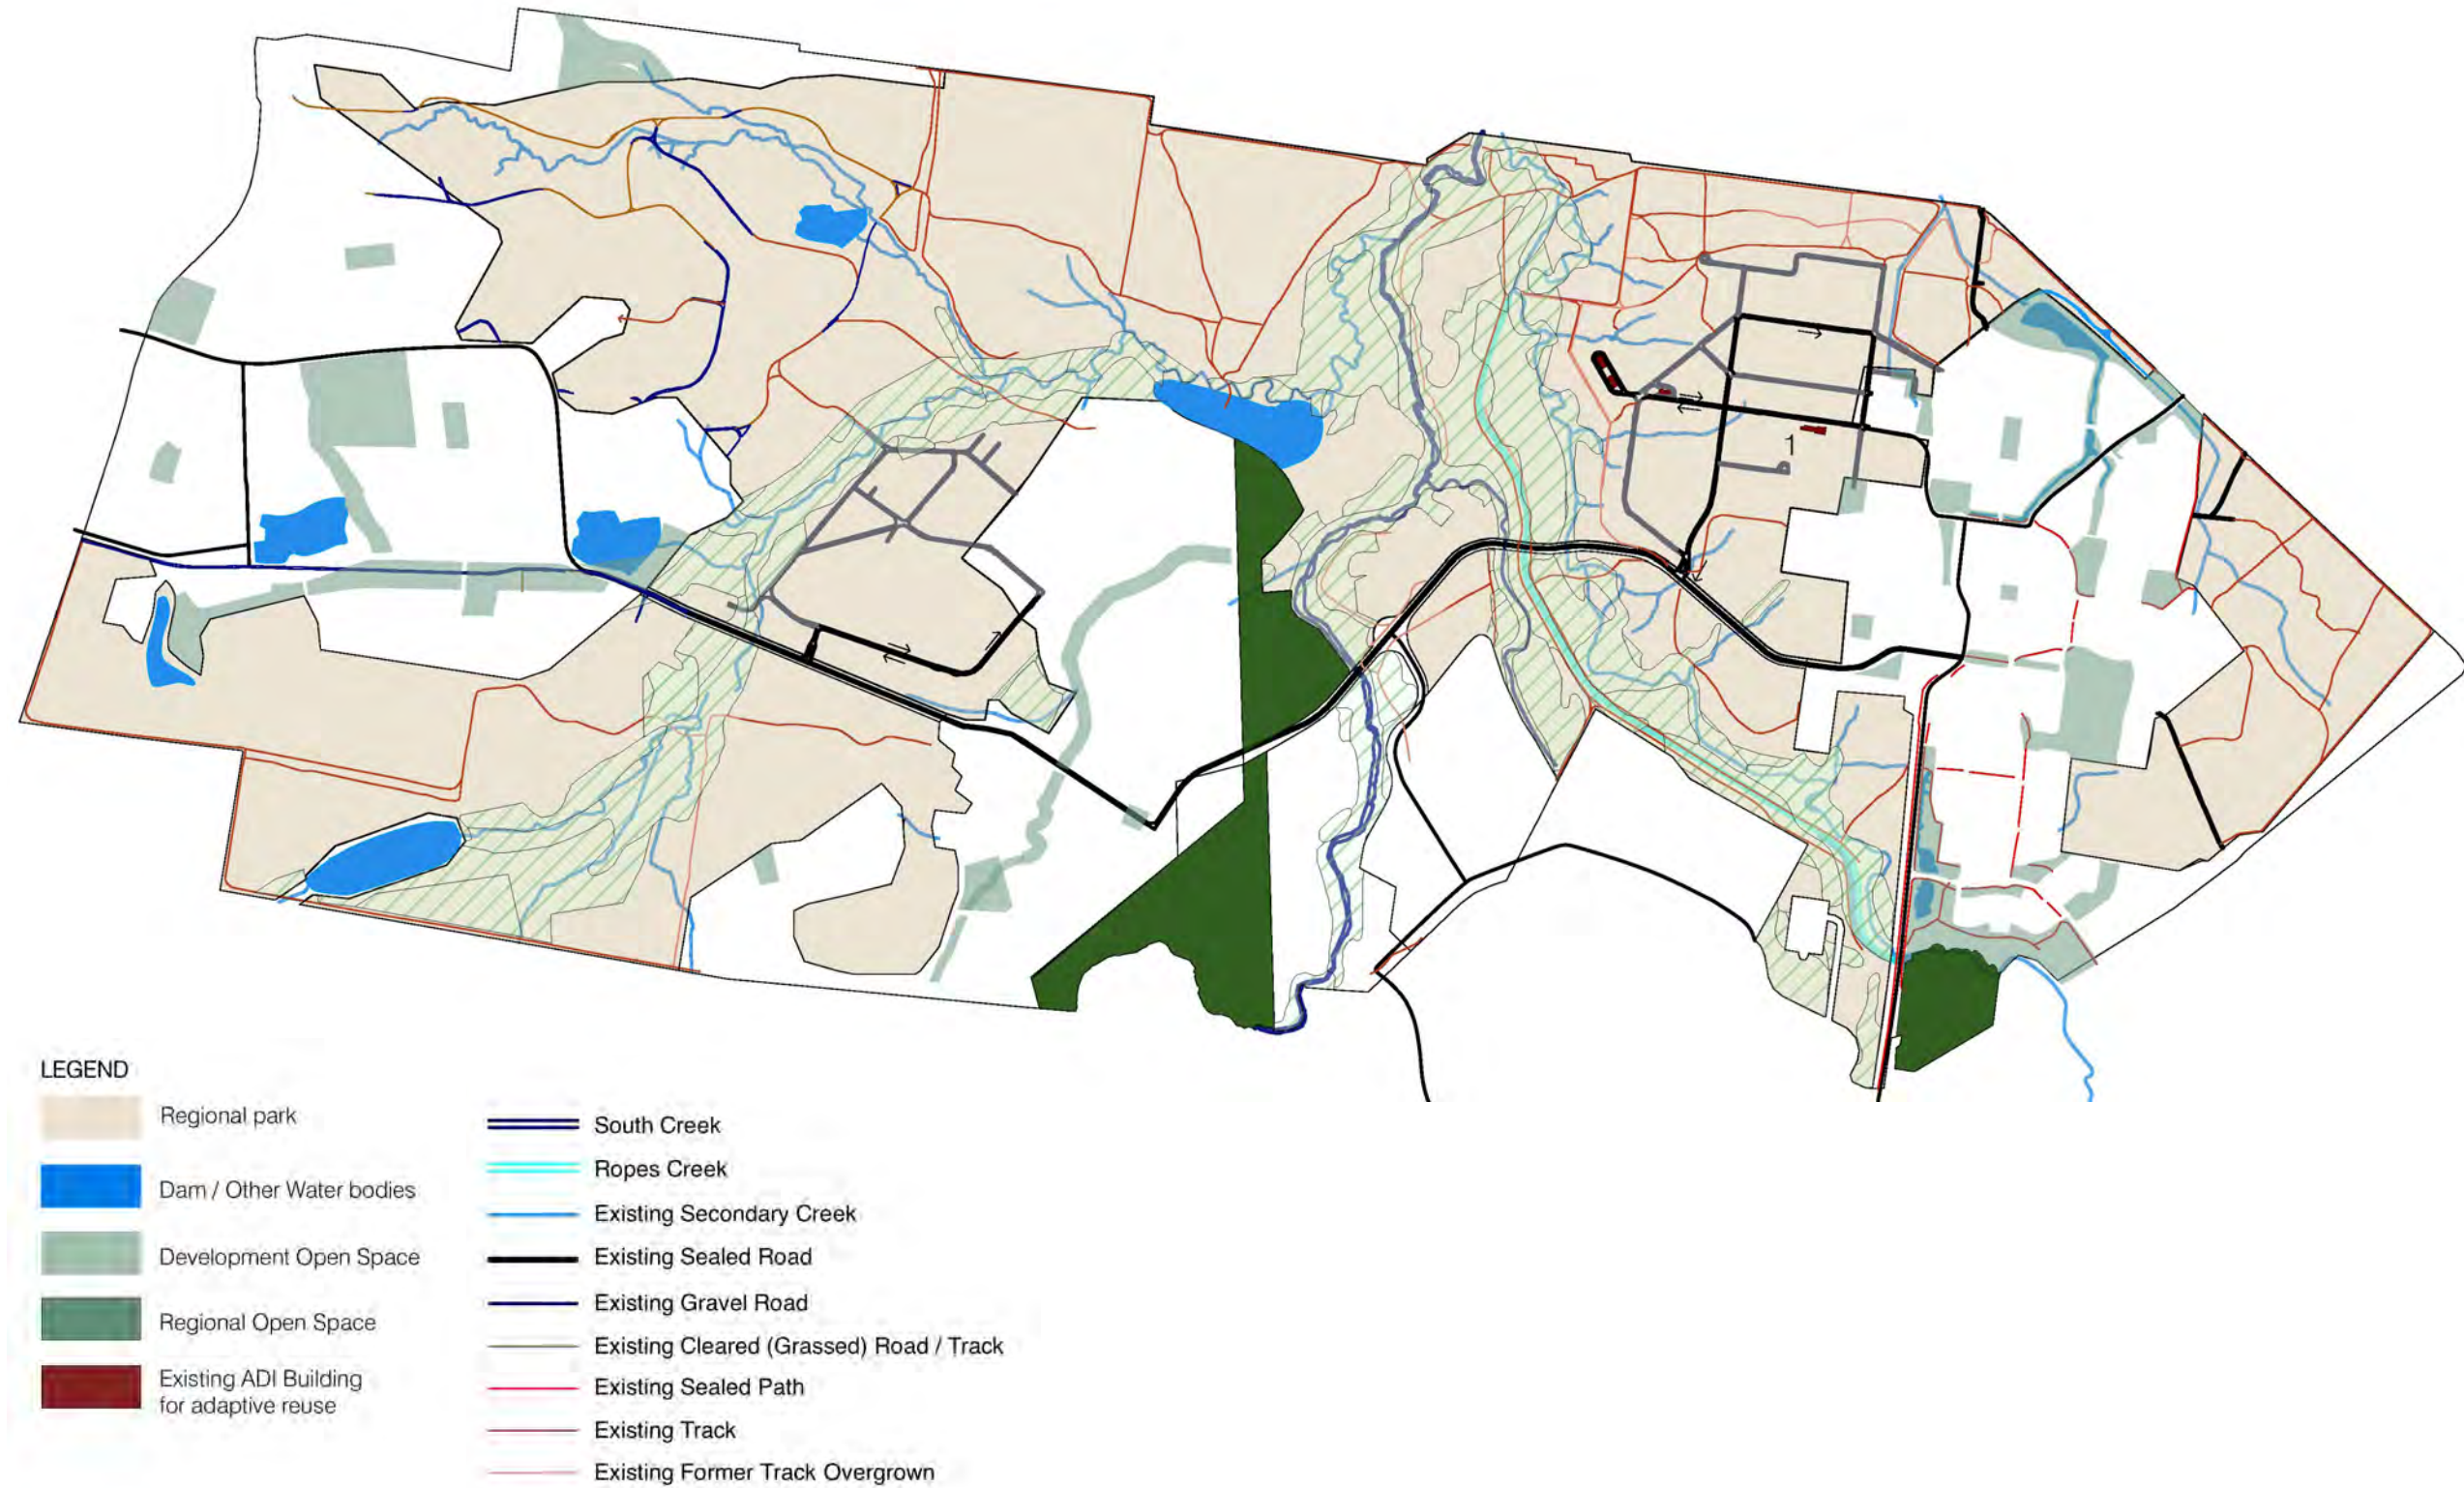 LEGEND
Regional park
Dam / Other Water bodies
Development Open Space
Regional Open Space
Existing ADI Building
for adaptive reuse
South Creek
Ropes Creek
Existing Secondary Creek
Existing Sealed Road
Existing Gravel Road
Existing Cleared (Grassed) Road / Track
Existing Sealed Path
Existing Track
Existing Former Track Overgrown